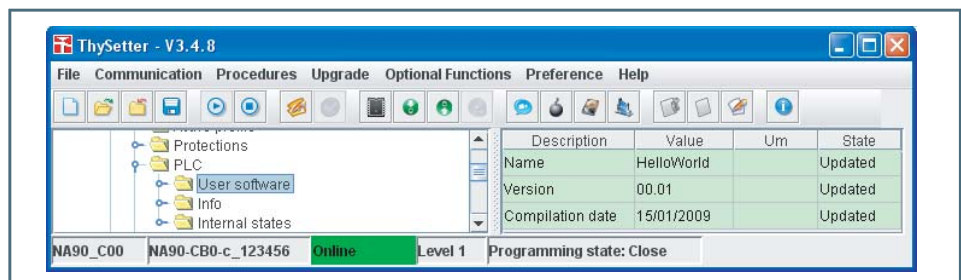 ThySetter - V3.4.8
File Communication Procedures Upgrade Optional Functions Preference Help
Protections
PLC
User software
Info
Internal states
Description Value Um State
Name HelloWorld Updated
Version 00.01 Updated
Compilation date 15/01/2009 Updated
NA90_C00 NA90-CB0-c_123456 Online Level 1 Programming state: Close